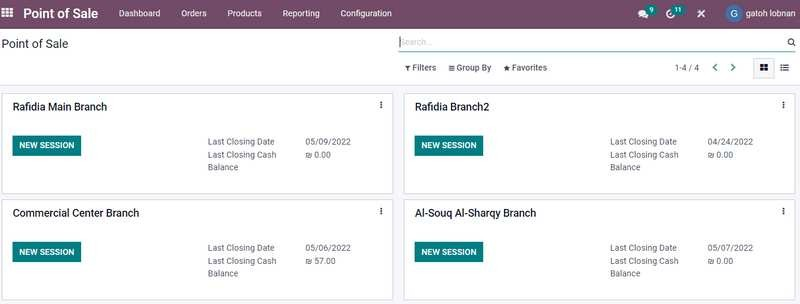 Point of Sale Dashboard Orders Products Reporting Configuration 9 11 G gatoh lobnan
Point of Sale Search...
Filters Group By Favorites 1-4 / 4
Rafidia Main Branch
NEW SESSION
Last Closing Date 05/09/2022
Last Closing Cash ₪ 0.00
Balance
Rafidia Branch2
NEW SESSION
Last Closing Date 04/24/2022
Last Closing Cash ₪ 0.00
Balance
Commercial Center Branch
NEW SESSION
Last Closing Date 05/06/2022
Last Closing Cash ₪ 57.00
Balance
Al-Souq Al-Sharqy Branch
NEW SESSION
Last Closing Date 05/07/2022
Last Closing Cash ₪ 0.00
Balance